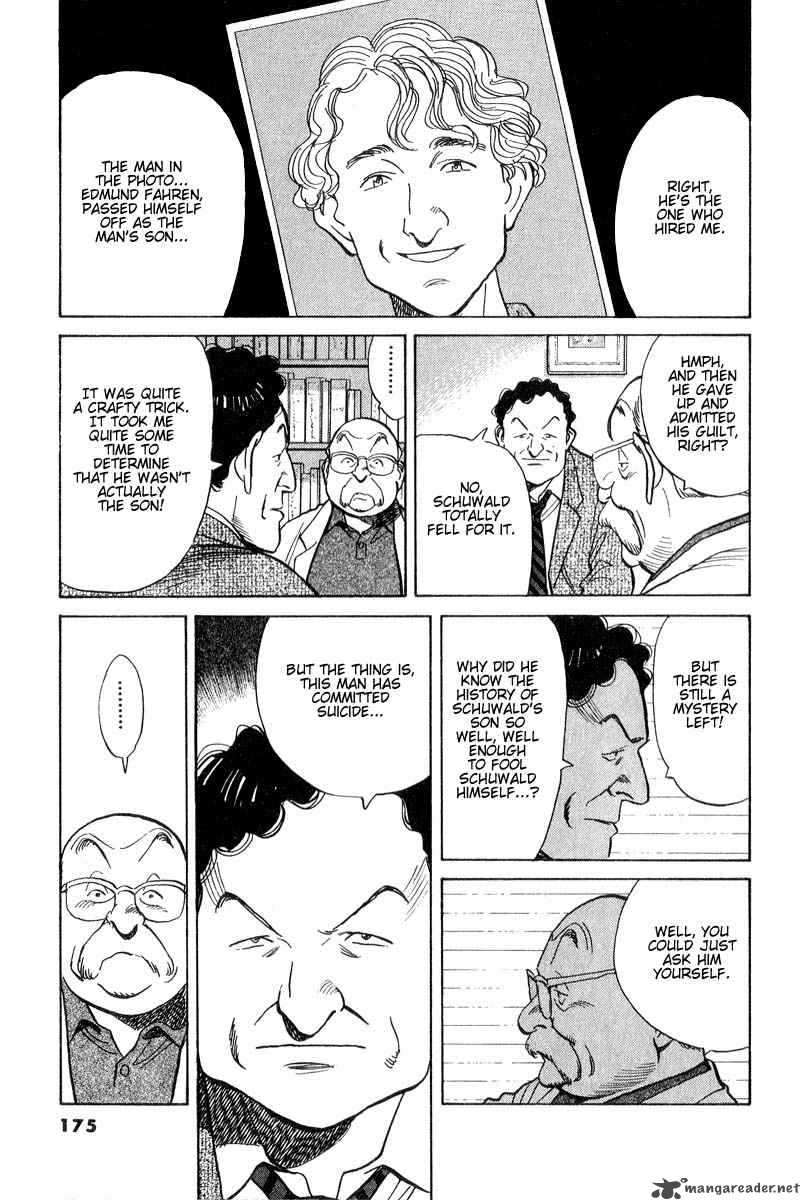 RIGHT,
HE'S THE
ONE WHO
HIRED ME.
THE MAN IN
THE PHOTO...
EDMUND FAHREN,
PASSED HIMSELF
OFF AS THE
MAN'S SON...
HMPH,
AND THEN
HE GAVE
UP AND
ADMITTED
HIS GUILT,
RIGHT?
NO,
SCHUWALD
TOTALLY
FELL FOR IT.
........
IT WAS QUITE
A CRAFTY TRICK.
IT TOOK ME
QUITE SOME
TIME TO
DETERMINE
THAT HE WASN'T
ACTUALLY
THE SON!
BUT
THERE IS
STILL A
MYSTERY
LEFT!
WHY DID HE
KNOW THE
HISTORY OF
SCHUWALD'S
SON SO
WELL, WELL
ENOUGH
TO FOOL
SCHUWALD
HIMSELF...?
WELL, YOU
COULD JUST
ASK HIM
YOURSELF.
BUT THE THING IS,
THIS MAN HAS
COMMITTED
SUICIDE...
........
175
mangareader.net